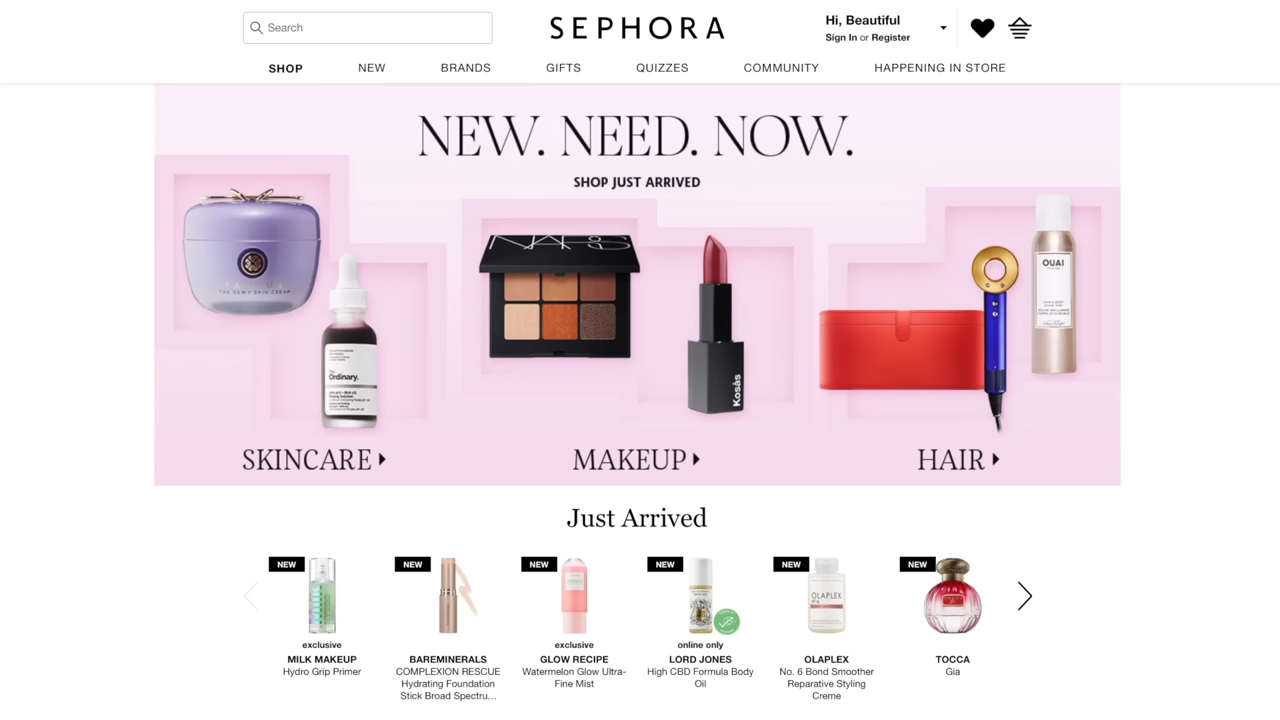 Search
SEPHORA
Hi, Beautiful
Sign In or Register
SHOP
NEW
BRANDS
GIFTS
QUIZZES
COMMUNITY
HAPPENING IN STORE
NEW. NEED. NOW.
SHOP JUST ARRIVED
THE DEWY SKIN CREAM
The
Ordinary.
NARS
Kosås
OUAI
SKINCARE
MAKEUP
HAIR
Just Arrived
NEW
exclusive
MILK MAKEUP
Hydro Grip Primer
NEW
BAREMINERALS
COMPLEXION RESCUE
Hydrating Foundation
Stick Broad Spectru...
NEW
exclusive
GLOW RECIPE
Watermelon Glow Ultra-
Fine Mist
NEW
online only
LORD JONES
High CBD Formula Body
Oil
NEW
OLAPLEX
OLAPLEX
No. 6 Bond Smoother
Reparative Styling
Creme
NEW
TOCCA
Gia